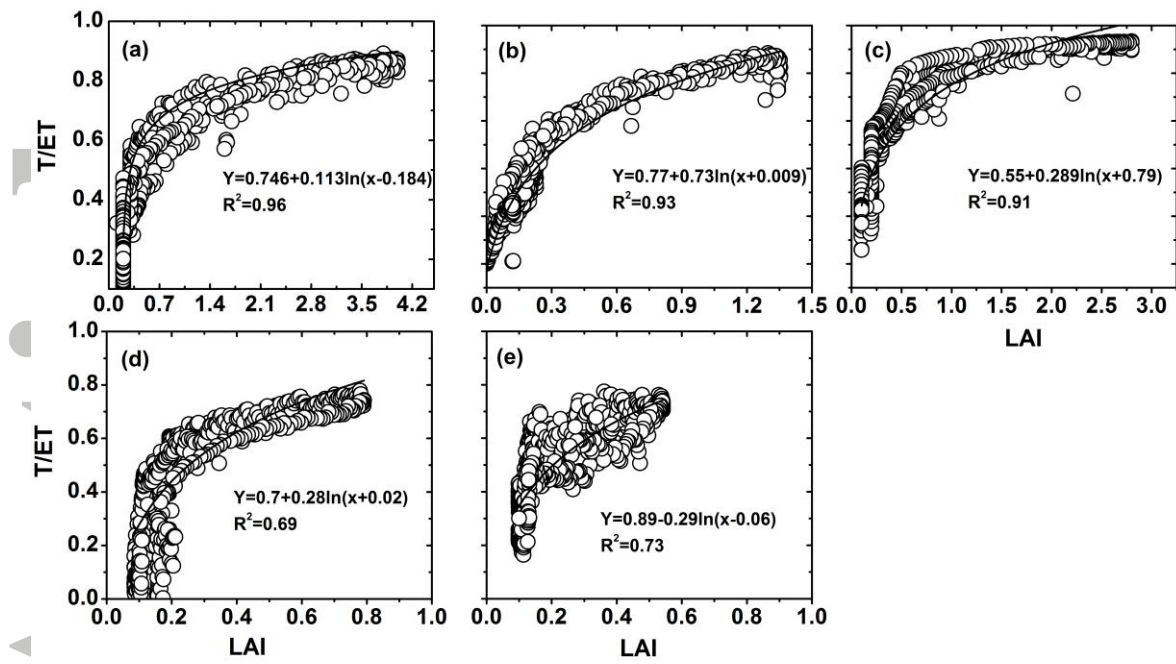 (a)
(b)
(c)
1.0
0.8
0.6
0.4
0.2
T/ET
Y=0.746+0.113ln(x-0.184)
R²=0.96
Y=0.77+0.73ln(x+0.009)
R²=0.93
Y=0.55+0.289ln(x+0.79)
R²=0.91
0.0 0.7 1.4 2.1 2.8 3.5 4.2
0.0 0.3 0.6 0.9 1.2 1.5
0.0 0.5 1.0 1.5 2.0 2.5 3.0
LAI
(d)
(e)
1.0
0.8
0.6
0.4
0.2
0.0
T/ET
Y=0.7+0.28ln(x+0.02)
R²=0.69
Y=0.89-0.29ln(x-0.06)
R²=0.73
0.0 0.2 0.4 0.6 0.8 1.0
0.0 0.2 0.4 0.6 0.8 1.0
LAI
LAI